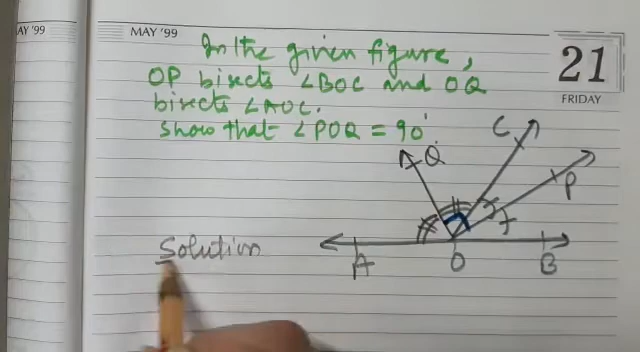 AY '99
MAY '99
21
FRIDAY
In the given figure,
OP bisects ∠BOC and OQ
bisects ∠AOC.
Show that ∠POQ = 90°.
C
Q
P
A
O
B
Solution